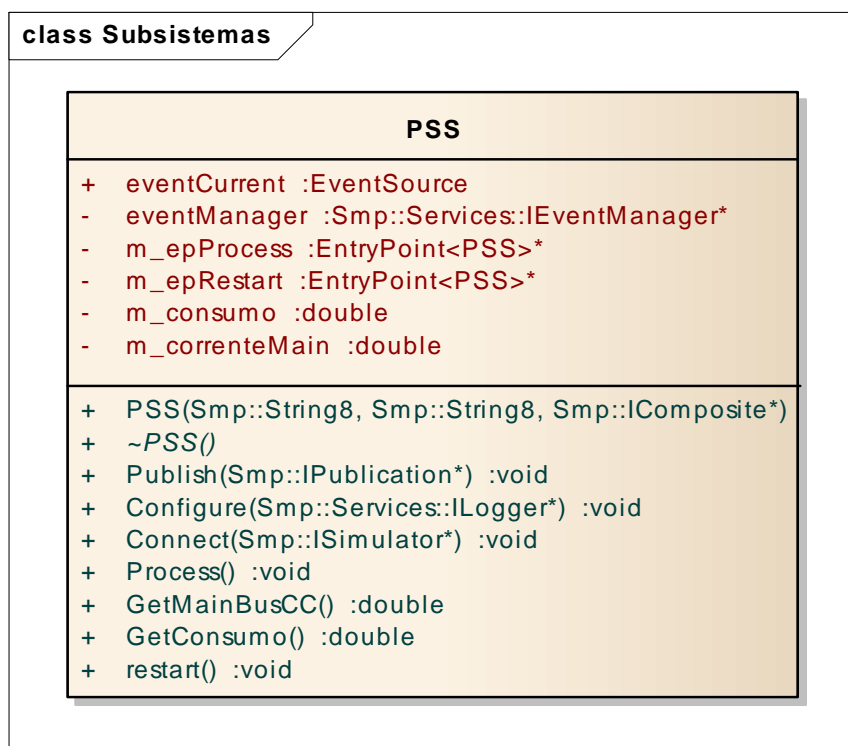 class Subsistemas
PSS
+ eventCurrent :EventSource
- eventManager :Smp::Services::IEventManager*
- m_epProcess :EntryPoint<PSS>*
- m_epRestart :EntryPoint<PSS>*
- m_consumo :double
- m_correnteMain :double
+ PSS(Smp::String8, Smp::String8, Smp::IComposite*)
+ ~PSS()
+ Publish(Smp::IPublication*) :void
+ Configure(Smp::Services::ILogger*) :void
+ Connect(Smp::ISimulator*) :void
+ Process() :void
+ GetMainBusCC() :double
+ GetConsumo() :double
+ restart() :void